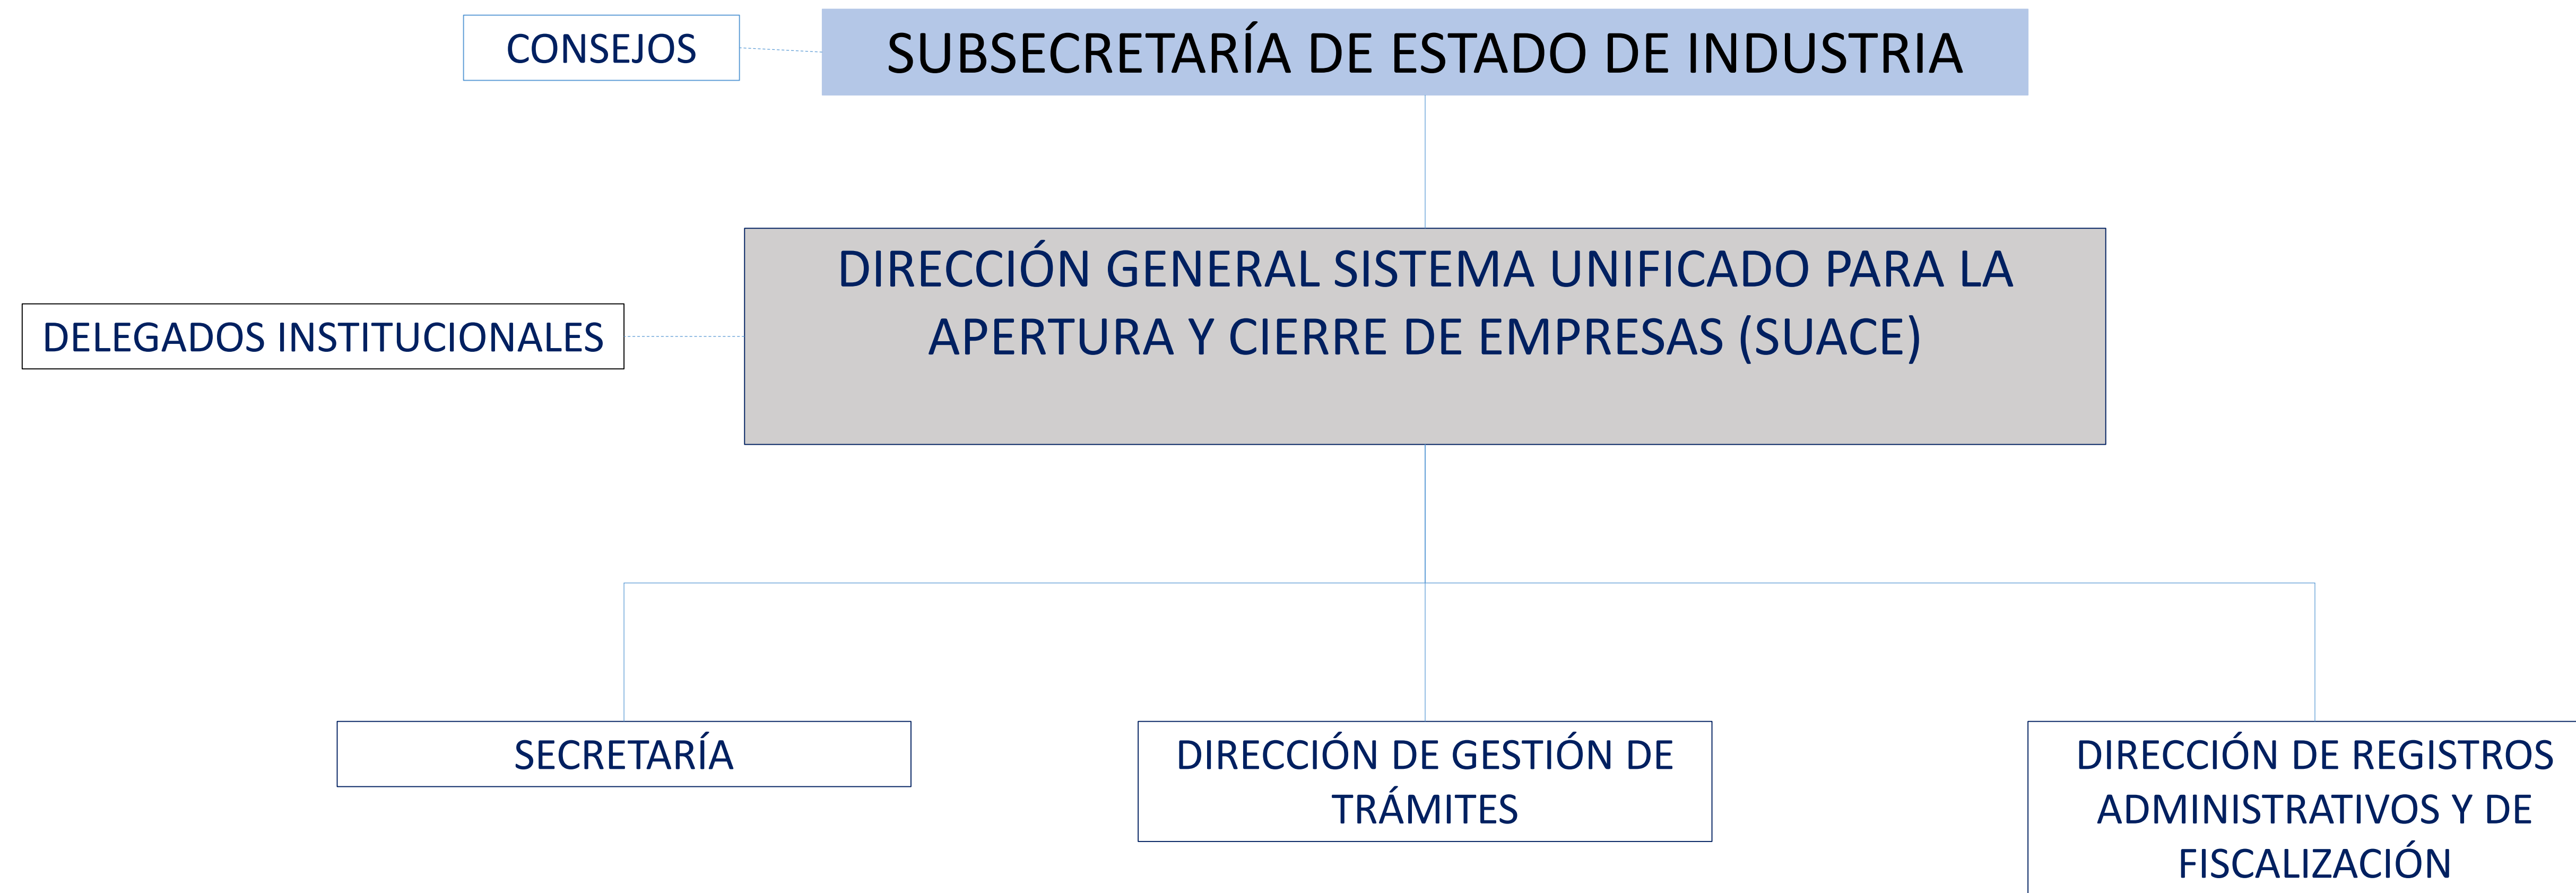 CONSEJOS
SUBSECRETARÍA DE ESTADO DE INDUSTRIA
DIRECCIÓN GENERAL SISTEMA UNIFICADO PARA LA
APERTURA Y CIERRE DE EMPRESAS (SUACE)
DELEGADOS INSTITUCIONALES
SECRETARÍA
DIRECCIÓN DE GESTIÓN DE
TRÁMITES
DIRECCIÓN DE REGISTROS
ADMINISTRATIVOS Y DE
FISCALIZACIÓN